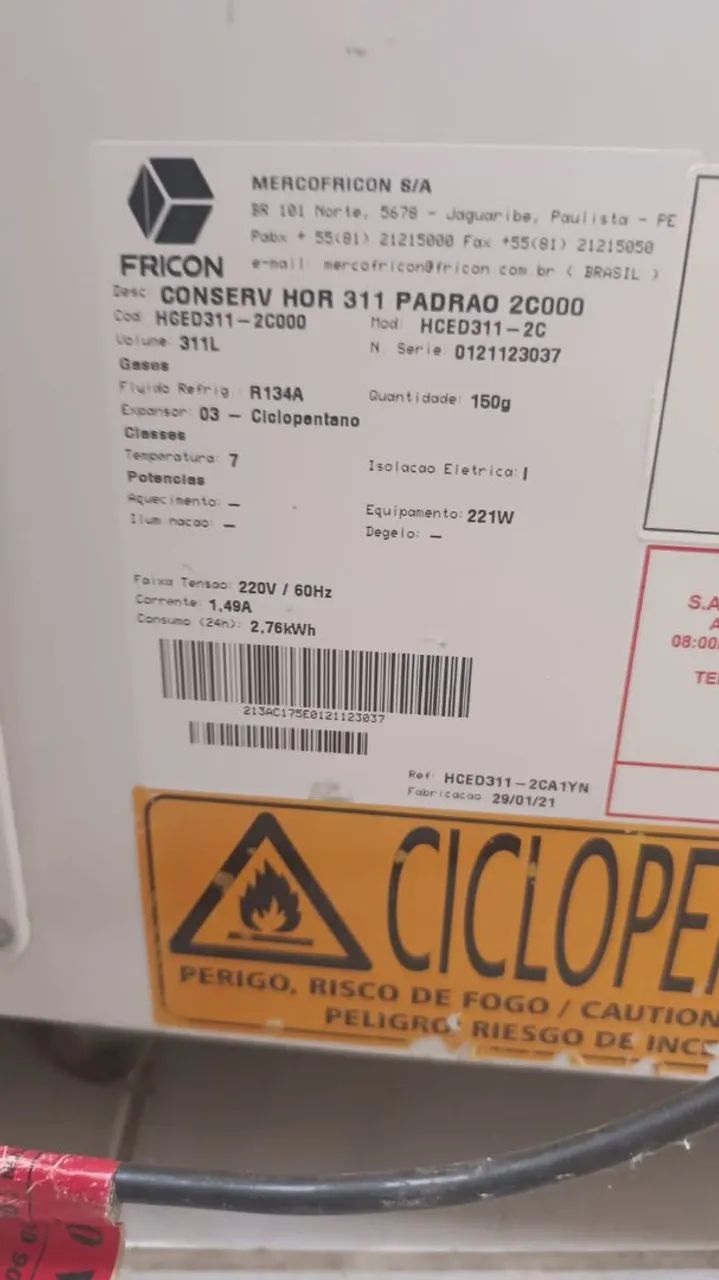 MERCOFRICON S/A
BR 101 Norte, 5678 - Jaguaribe, Paulista - PE
Pabx + 55(81) 21215000 Fax +55(81) 21215050
e-mail: mercofricon@fricon.com.br ( BRASIL )
FRICON
Desc CONSERV HOR 311 PADRAO 2C000
Cod: HCED311-2C000 Mod: HCED311-2C
Volume: 311L N. Serie: 0121123037
Gases
Fluido Refrig.: R134A Quantidade: 150g
Expansor: 03 - Ciclopentano
Classes
Temperatura: 7 Isolacao Eletrica: I
Potencias
Aquecimento: - Equipamento: 221W
Iluminacao: - Degelo: -
Faixa Tensao: 220V / 60Hz
Corrente: 1,49A
Consumo (24h): 2,76kWh
213AC175E0121123037
Ref: HCED311-2CA1YN
Fabricacao: 29/01/21
S.A
A
08:00
TE
CICLOPE
PERIGO, RISCO DE FOGO / CAUTION
PELIGRO: RIESGO DE INCE